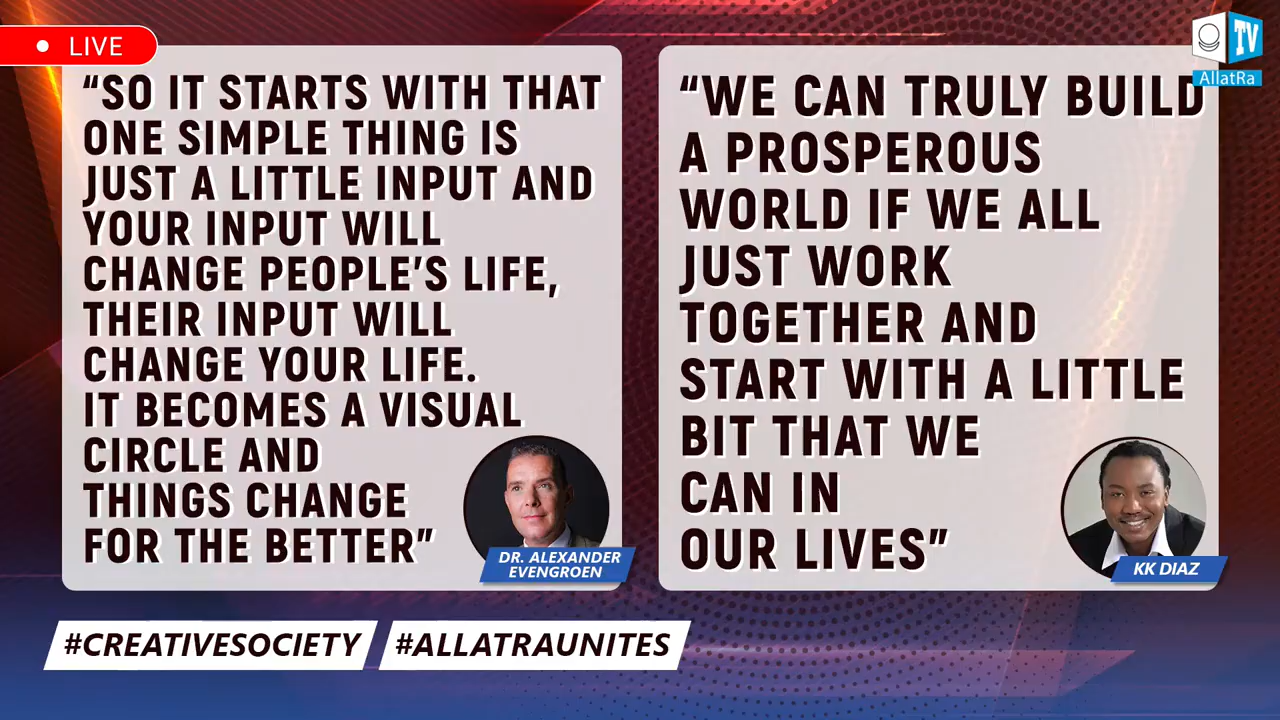 LIVE
TV
AllatRa
“SO IT STARTS WITH THAT
ONE SIMPLE THING IS
JUST A LITTLE INPUT AND
YOUR INPUT WILL
CHANGE PEOPLE’S LIFE,
THEIR INPUT WILL
CHANGE YOUR LIFE.
IT BECOMES A VISUAL
CIRCLE AND
THINGS CHANGE
FOR THE BETTER”
DR. ALEXANDER
EVENGROEN
“WE CAN TRULY BUILD
A PROSPEROUS
WORLD IF WE ALL
JUST WORK
TOGETHER AND
START WITH A LITTLE
BIT THAT WE
CAN IN
OUR LIVES”
KK DIAZ
#CREATIVESOCIETY
#ALLATRAUNITES